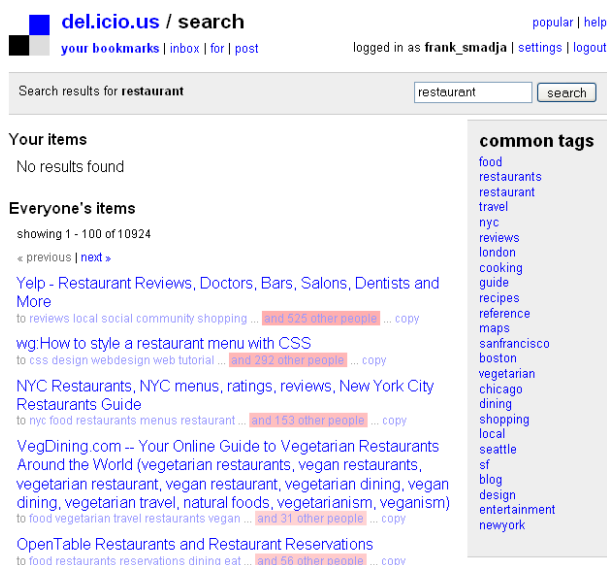 del.icio.us / search
popular | help
your bookmarks | inbox | for | post
logged in as frank_smadja | settings | logout
Search results for restaurant
restaurant
search
Your items
No results found
Everyone's items
showing 1 - 100 of 10924
« previous | next »
Yelp - Restaurant Reviews, Doctors, Bars, Salons, Dentists and
More
to reviews local social community shopping ... and 525 other people ... copy
wg:How to style a restaurant menu with CSS
to css design webdesign web tutorial ... and 292 other people ... copy
NYC Restaurants, NYC menus, ratings, reviews, New York City
Restaurants Guide
to nyc food restaurants menus restaurant ... and 153 other people ... copy
VegDining.com -- Your Online Guide to Vegetarian Restaurants
Around the World (vegetarian restaurants, vegan restaurants,
vegetarian restaurant, vegan restaurant, vegetarian dining, vegan
dining, vegetarian travel, natural foods, vegetarianism, veganism)
to food vegetarian travel restaurants vegan ... and 31 other people ... copy
OpenTable Restaurants and Restaurant Reservations
to food restaurants reservations dining eat ... and 56 other people ... copy
common tags
food
restaurants
restaurant
travel
nyc
reviews
london
cooking
guide
recipes
reference
maps
sanfrancisco
boston
vegetarian
chicago
dining
shopping
local
seattle
sf
blog
design
entertainment
newyork